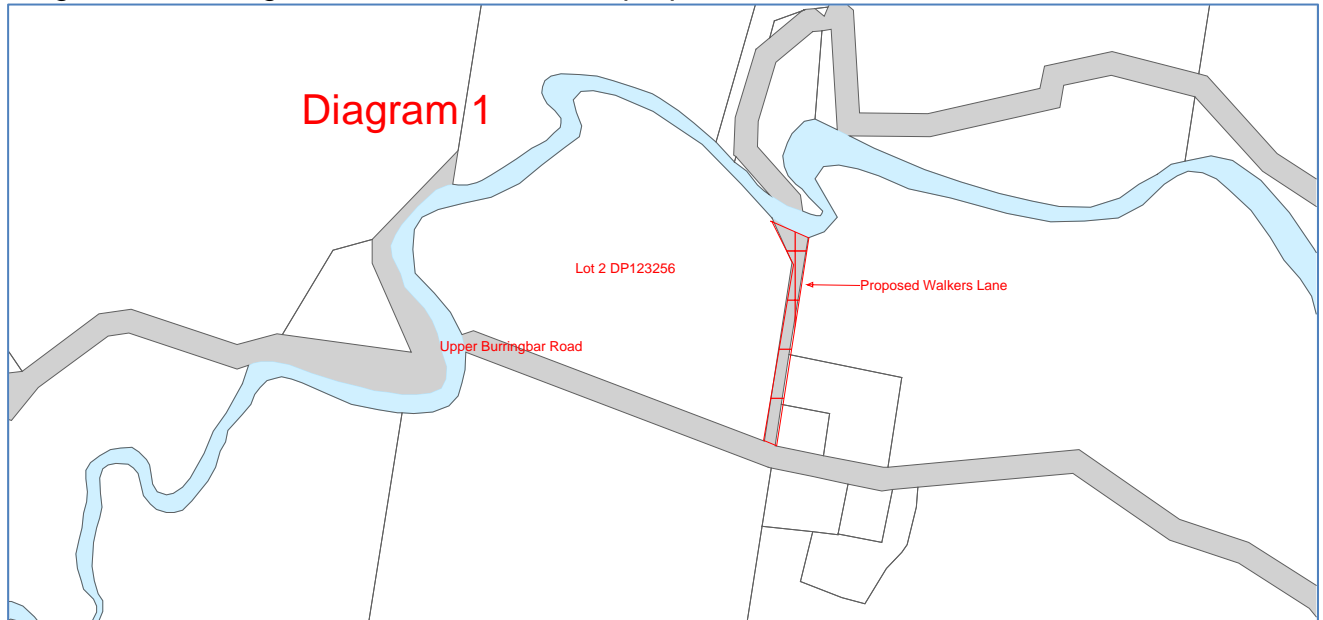 Diagram 1
Lot 2 DP123256
Proposed Walkers Lane
Upper Burringbar Road